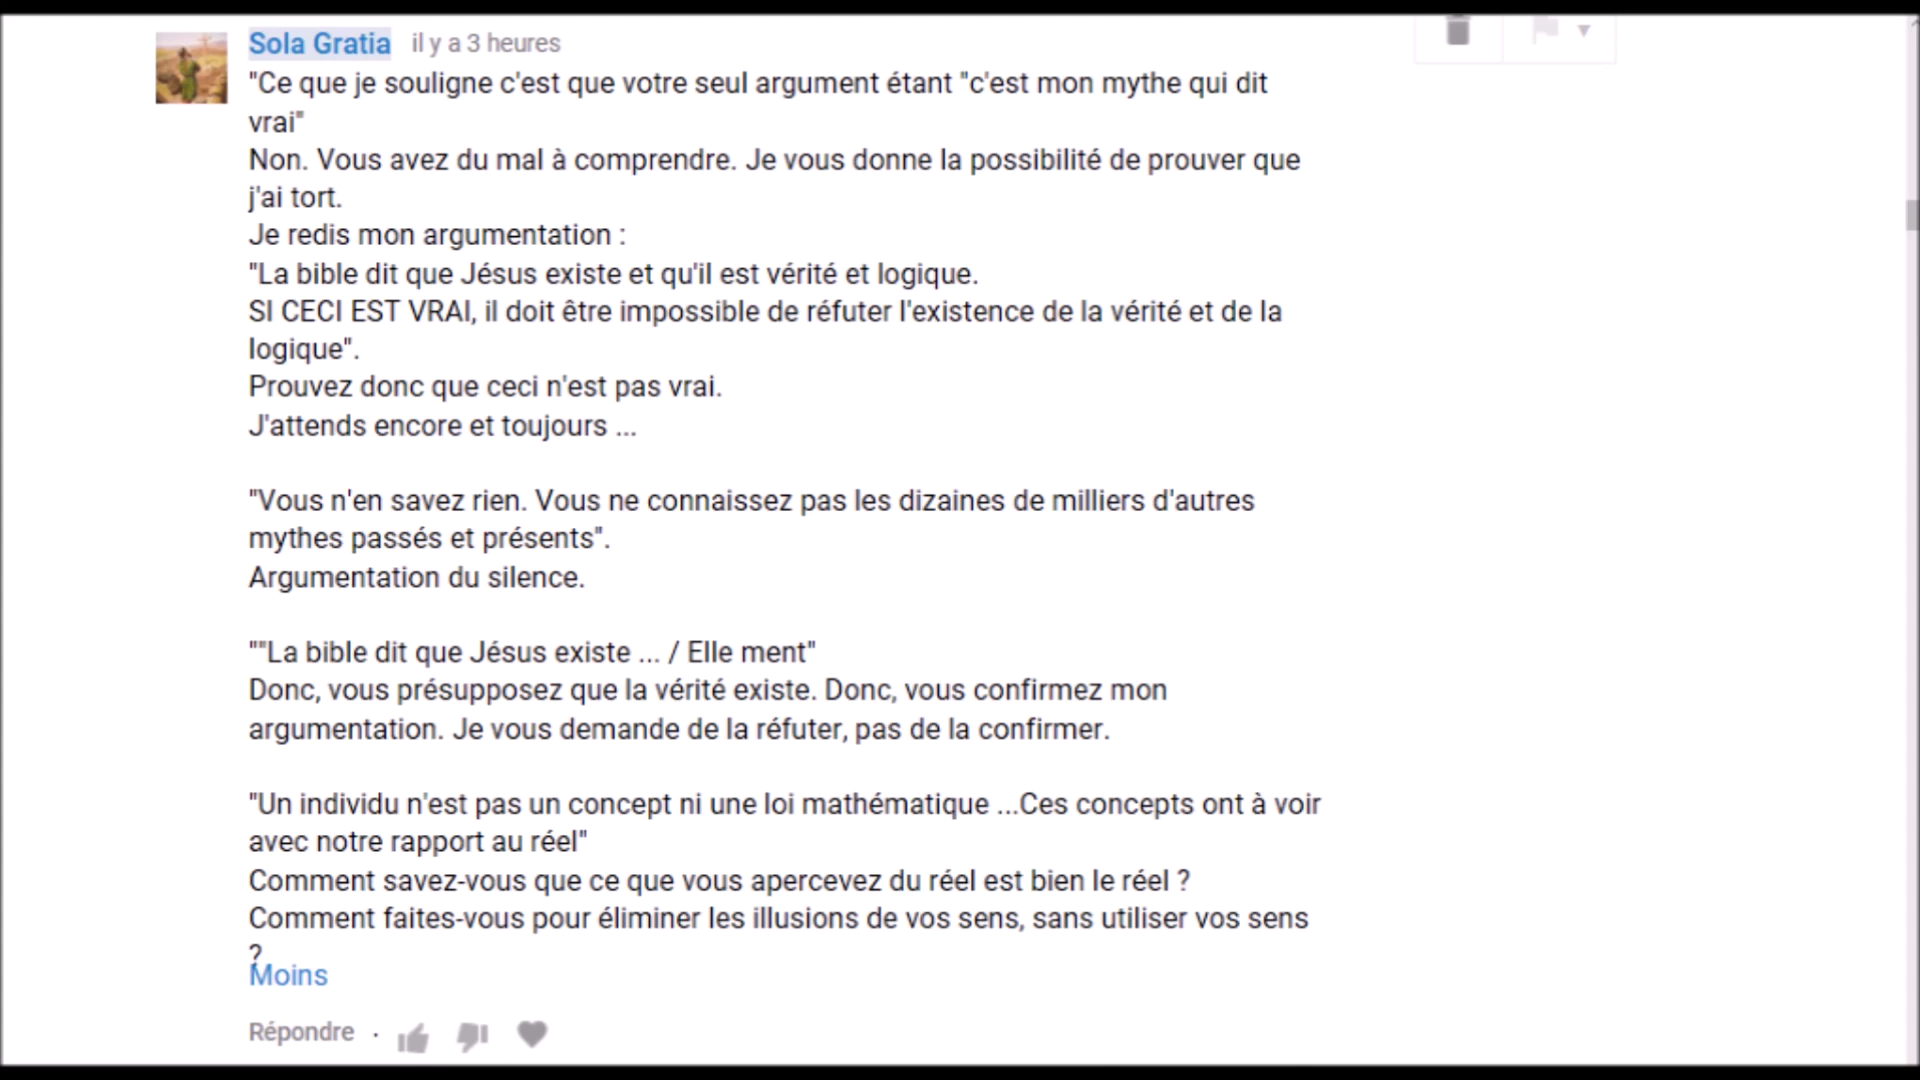 Sola Gratia il y a 3 heures
"Ce que je souligne c'est que votre seul argument étant "c'est mon mythe qui dit
vrai"
Non. Vous avez du mal à comprendre. Je vous donne la possibilité de prouver que
j'ai tort.
Je redis mon argumentation :
"La bible dit que Jésus existe et qu'il est vérité et logique.
SI CECI EST VRAI, il doit être impossible de réfuter l'existence de la vérité et de la
logique".
Prouvez donc que ceci n'est pas vrai.
J'attends encore et toujours ...
"Vous n'en savez rien. Vous ne connaissez pas les dizaines de milliers d'autres
mythes passés et présents".
Argumentation du silence.
""La bible dit que Jésus existe ... / Elle ment"
Donc, vous présupposez que la vérité existe. Donc, vous confirmez mon
argumentation. Je vous demande de la réfuter, pas de la confirmer.
"Un individu n'est pas un concept ni une loi mathématique ...Ces concepts ont à voir
avec notre rapport au réel"
Comment savez-vous que ce que vous apercevez du réel est bien le réel ?
Comment faites-vous pour éliminer les illusions de vos sens, sans utiliser vos sens
?
Moins
Répondre ·